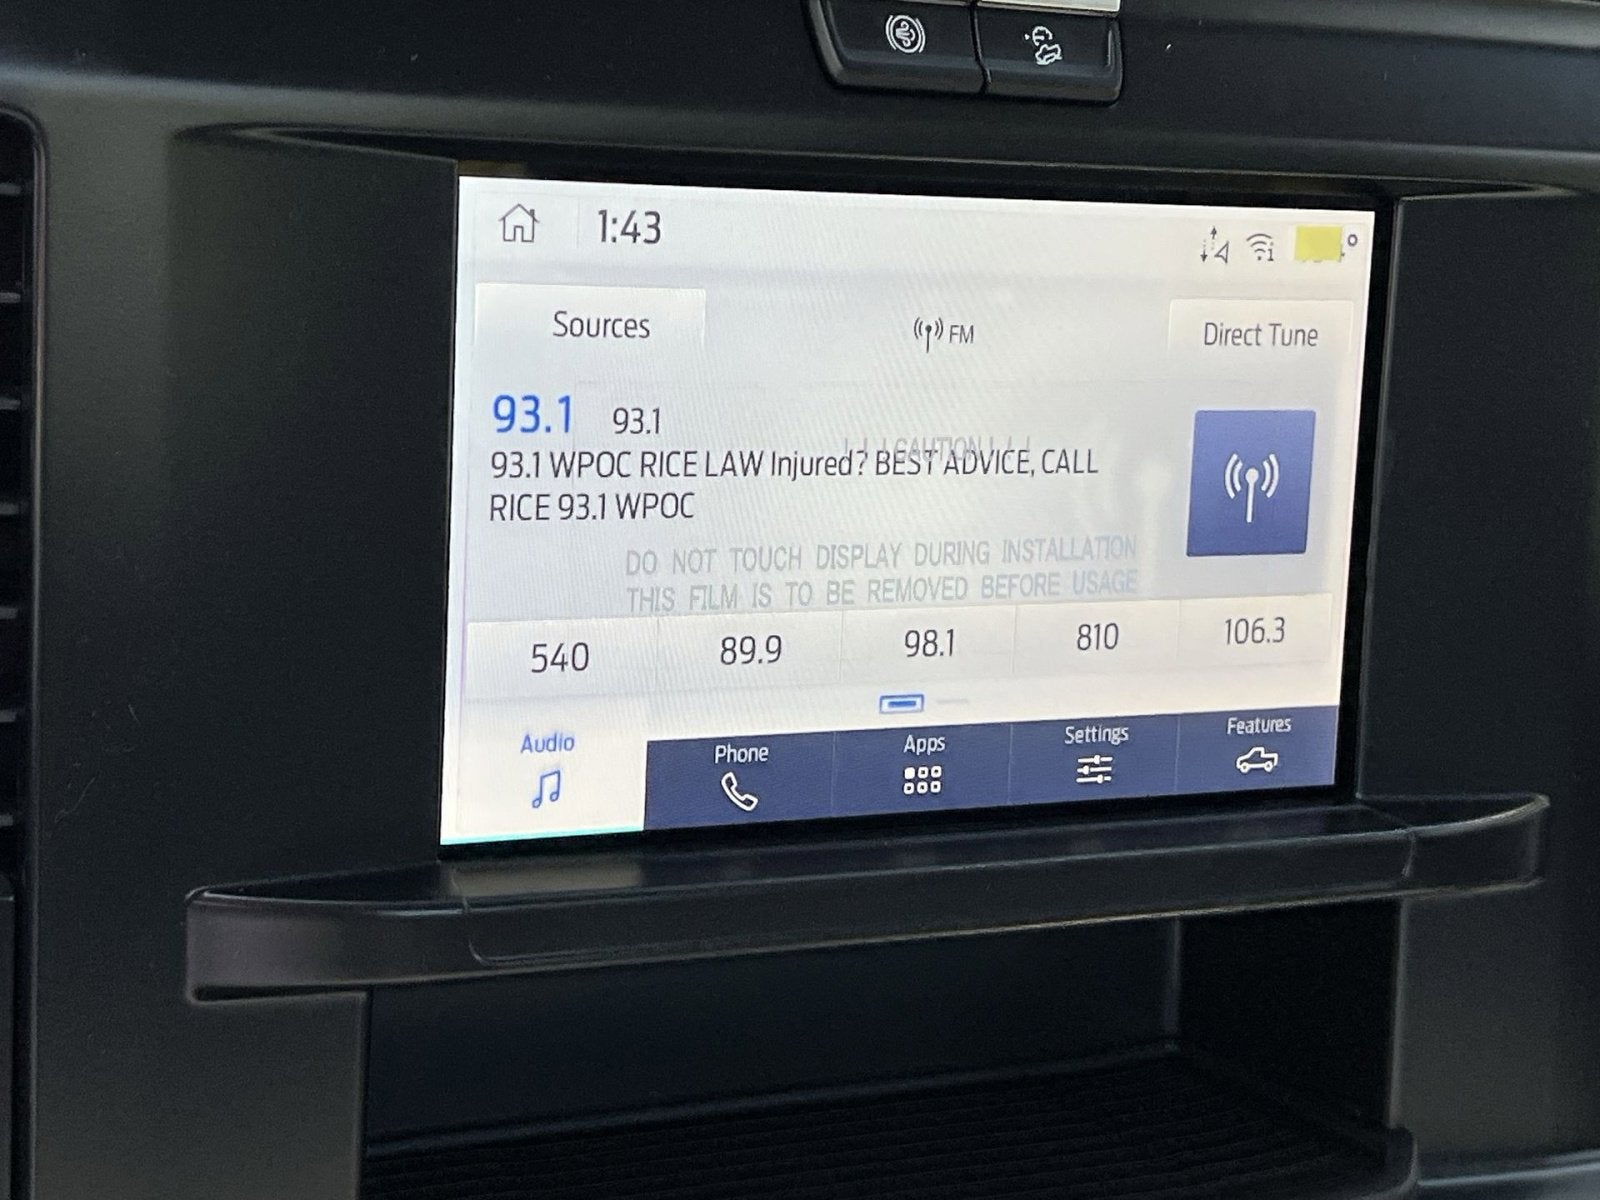 1:43
Sources
FM
Direct Tune
93.1 93.1
! ! ! CAUTION ! ! !
93.1 WPOC RICE LAW Injured? BEST ADVICE, CALL
RICE 93.1 WPOC
DO NOT TOUCH DISPLAY DURING INSTALLATION
THIS FILM IS TO BE REMOVED BEFORE USAGE
540 89.9 98.1 810 106.3
Audio Phone Apps Settings Features